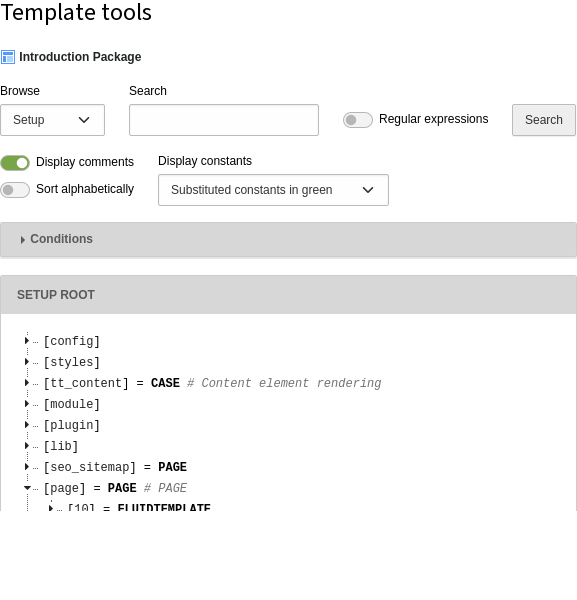 Template tools
Introduction Package
Browse
Search
Setup
Regular expressions
Search
Display comments
Display constants
Sort alphabetically
Substituted constants in green
Conditions
SETUP ROOT
[config]
[styles]
[tt_content] = CASE # Content element rendering
[module]
[plugin]
[lib]
[seo_sitemap] = PAGE
[page] = PAGE # PAGE
[10] = FLUIDTEMPLATE